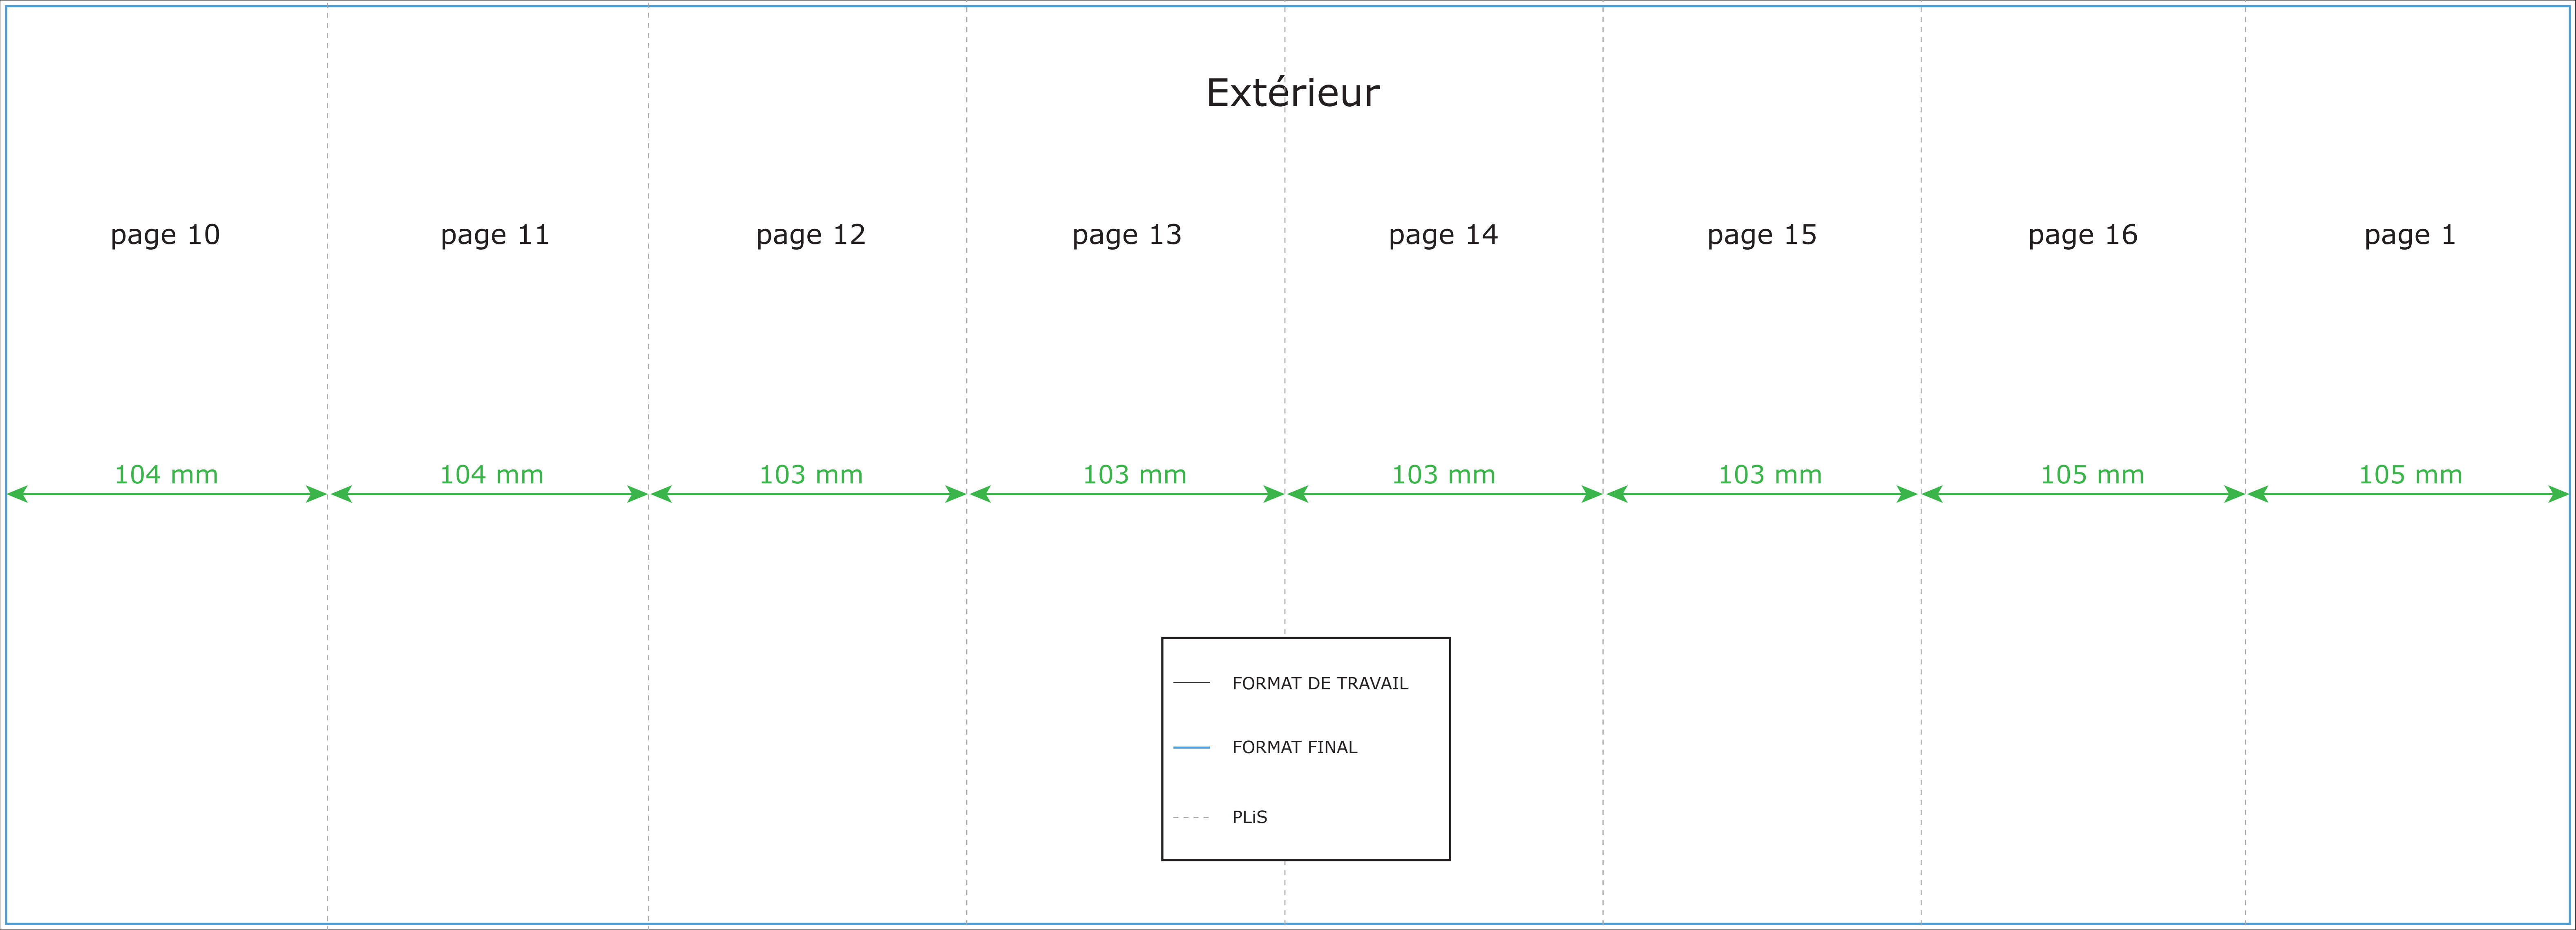 Extérieur
page 10
page 11
page 12
page 13
page 14
page 15
page 16
page 1
104 mm
104 mm
103 mm
103 mm
103 mm
103 mm
105 mm
105 mm
FORMAT DE TRAVAIL
FORMAT FINAL
PLiS